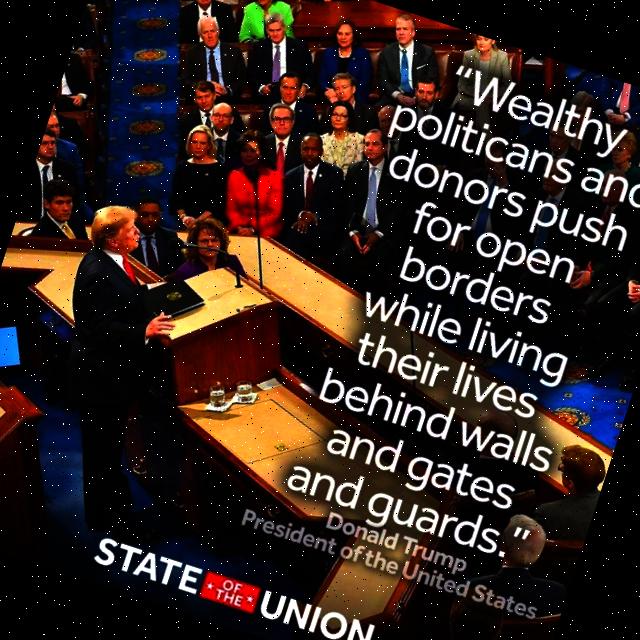 “Wealthy
politicans and
donors push
for open
borders
while living
their lives
behind walls
and gates
and guards.”
Donald Trump
President of the United States
STATE OF THE UNION